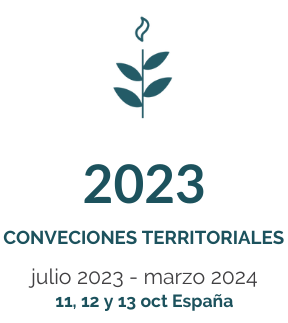 2023
CONVECIONES TERRITORIALES
julio 2023 - marzo 2024
11, 12 y 13 oct España